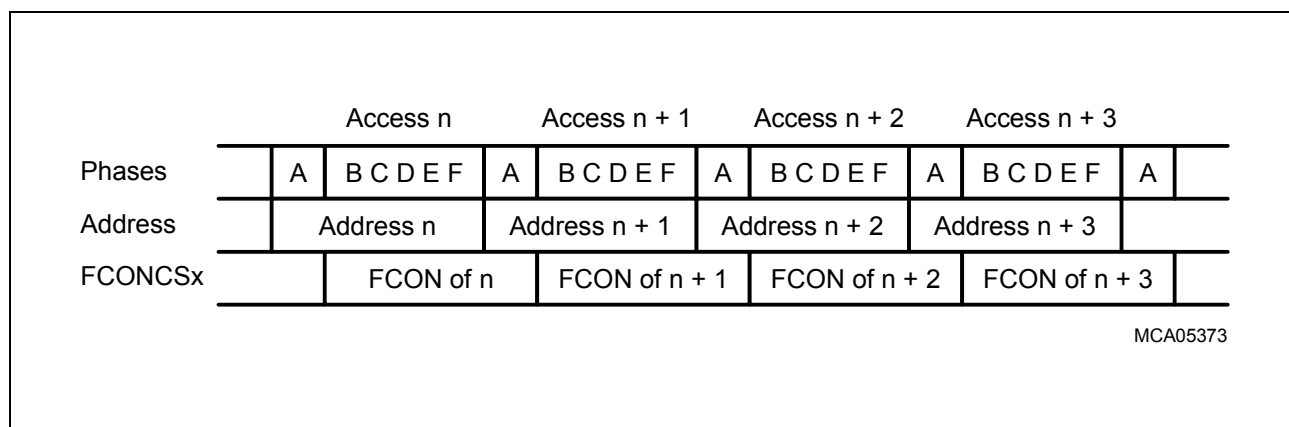 Access n Access n + 1 Access n + 2 Access n + 3
Phases A B C D E F A B C D E F A B C D E F A B C D E F A
Address Address n Address n + 1 Address n + 2 Address n + 3
FCONCSx FCON of n FCON of n + 1 FCON of n + 2 FCON of n + 3
MCA05373